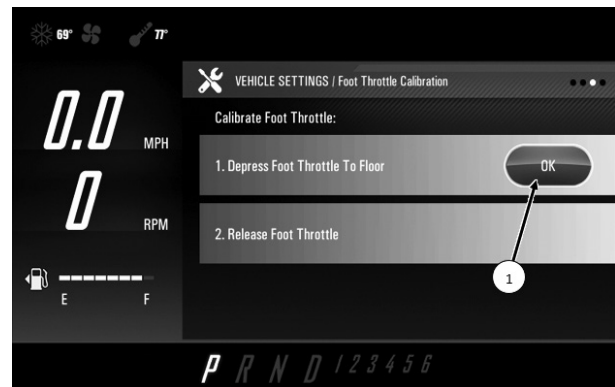 69° 77°
VEHICLE SETTINGS / Foot Throttle Calibration
Calibrate Foot Throttle:
0.0 MPH
1. Depress Foot Throttle To Floor OK
0 RPM
2. Release Foot Throttle
1
E F
P R N D 1 2 3 4 5 6